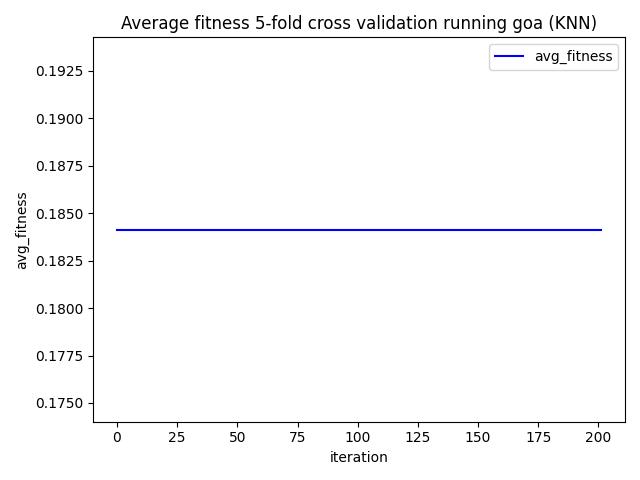 Average fitness 5-fold cross validation running goa (KNN)
avg_fitness
0.1925
0.1900
0.1875
0.1850
0.1825
0.1800
0.1775
0.1750
avg_fitness
0 25 50 75 100 125 150 175 200
iteration